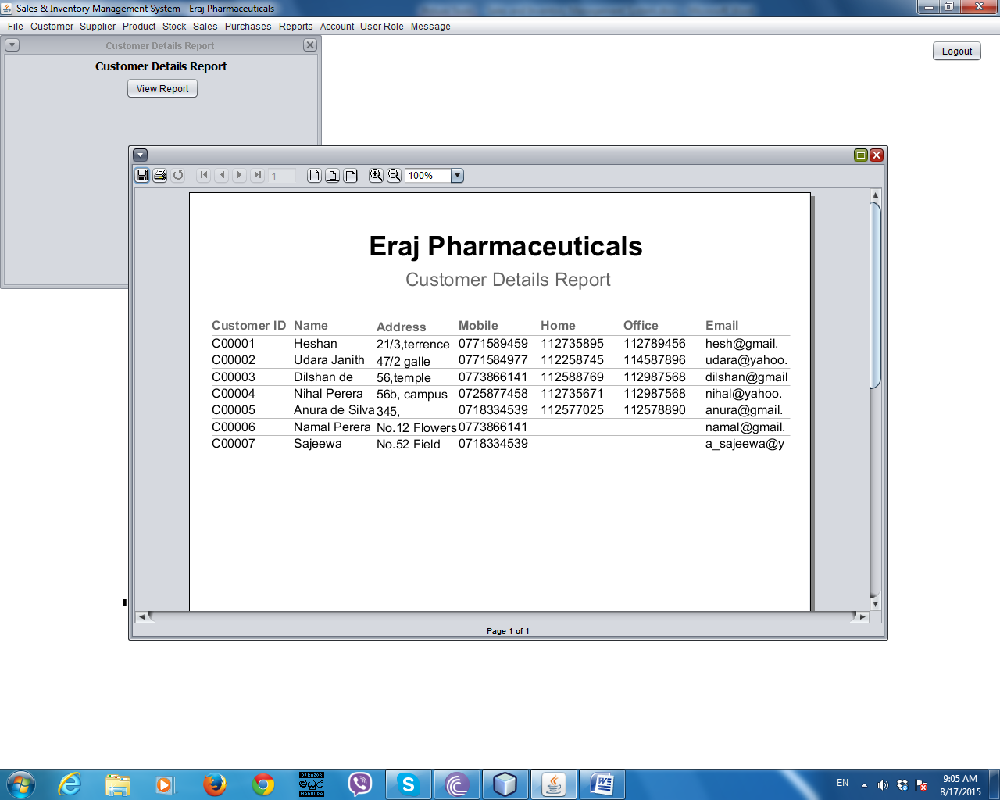 Sales & Inventory Management System - Eraj Pharmaceuticals
File Customer Supplier Product Stock Sales Purchases Reports Account User Role Message
Logout
Customer Details Report
Customer Details Report
View Report
1
100%
Eraj Pharmaceuticals
Customer Details Report
Customer ID Name Address Mobile Home Office Email
C00001 Heshan 21/3,terrence 0771589459 112735895 112789456 hesh@gmail.
C00002 Udara Janith 47/2 galle 0771584977 112258745 114587896 udara@yahoo.
C00003 Dilshan de 56,temple 0773866141 112588769 112987568 dilshan@gmail
C00004 Nihal Perera 56b, campus 0725877458 112735671 112987568 nihal@yahoo.
C00005 Anura de Silva 345, 0718334539 112577025 112578890 anura@gmail.
C00006 Namal Perera No.12 Flowers 0773866141 namal@gmail.
C00007 Sajeewa No.52 Field 0718334539 a_sajeewa@y
Page 1 of 1
DJ RAZOR
මධුර
MADHURA
EN
9:05 AM
8/17/2015